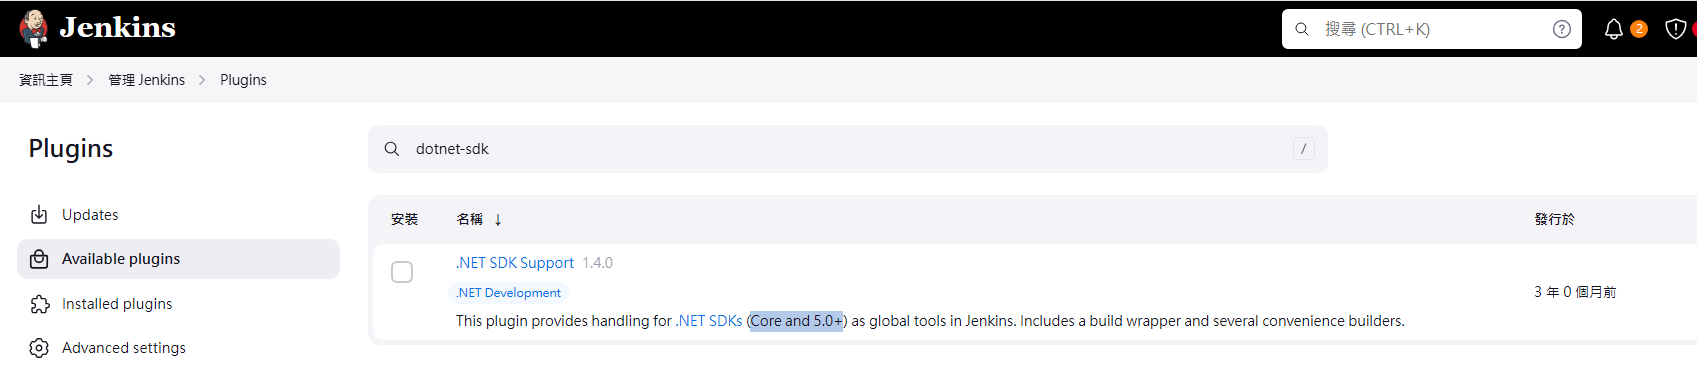 Jenkins
搜尋 (CTRL+K)
2
資訊主頁 > 管理 Jenkins > Plugins
Plugins
dotnet-sdk
/
Updates
Available plugins
Installed plugins
Advanced settings
安裝 名稱 ↓ 發行於
.NET SDK Support 1.4.0
.NET Development
3 年 0 個月前
This plugin provides handling for .NET SDKs (Core and 5.0+) as global tools in Jenkins. Includes a build wrapper and several convenience builders.